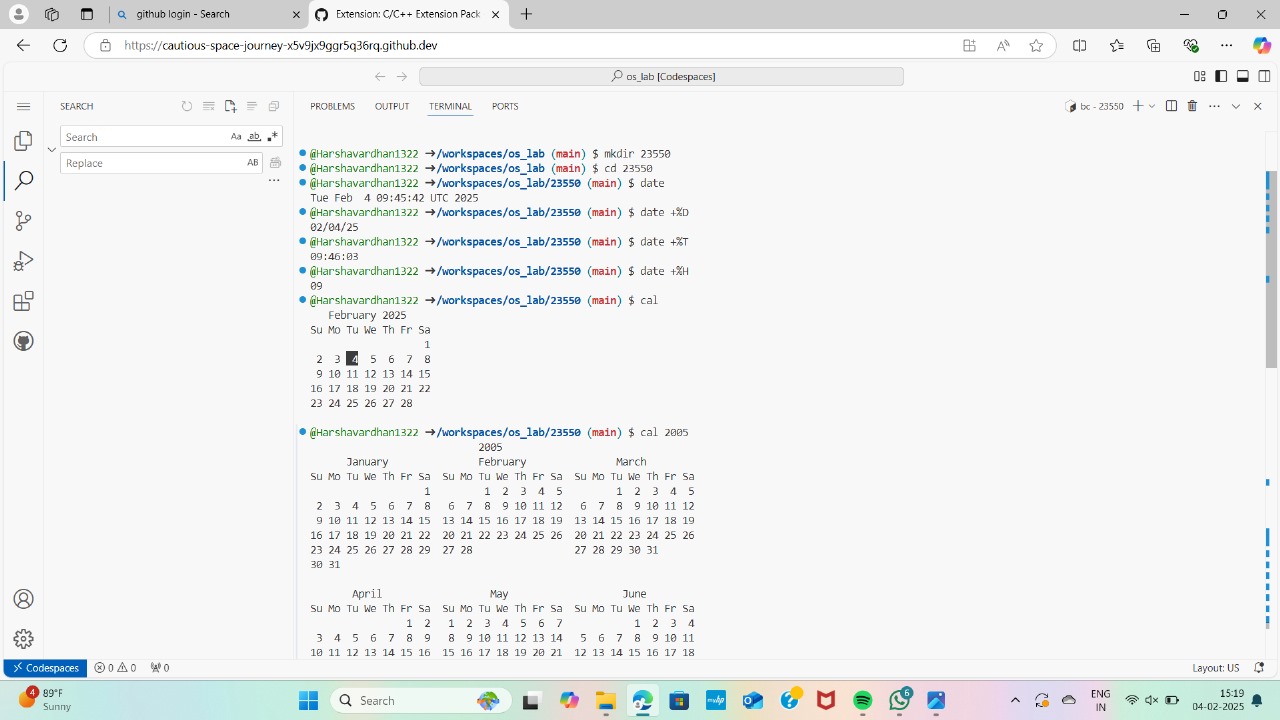 github login - Search
Extension: C/C++ Extension Pack
https://cautious-space-journey-x5v9jx9ggr5q36rq.github.dev
os_lab [Codespaces]
SEARCH
PROBLEMS OUTPUT TERMINAL PORTS
bc - 23550
Search
Aa ab
Replace
AB
@Harshavardhan1322 ➜/workspaces/os_lab (main) $ mkdir 23550
@Harshavardhan1322 ➜/workspaces/os_lab (main) $ cd 23550
@Harshavardhan1322 ➜/workspaces/os_lab/23550 (main) $ date
Tue Feb  4 09:45:42 UTC 2025
@Harshavardhan1322 ➜/workspaces/os_lab/23550 (main) $ date +%D
02/04/25
@Harshavardhan1322 ➜/workspaces/os_lab/23550 (main) $ date +%T
09:46:03
@Harshavardhan1322 ➜/workspaces/os_lab/23550 (main) $ date +%H
09
@Harshavardhan1322 ➜/workspaces/os_lab/23550 (main) $ cal
   February 2025
Su Mo Tu We Th Fr Sa
                   1
 2  3  4  5  6  7  8
 9 10 11 12 13 14 15
16 17 18 19 20 21 22
23 24 25 26 27 28
@Harshavardhan1322 ➜/workspaces/os_lab/23550 (main) $ cal 2005
                            2005
      January               February               March
Su Mo Tu We Th Fr Sa  Su Mo Tu We Th Fr Sa  Su Mo Tu We Th Fr Sa
                   1         1  2  3  4  5         1  2  3  4  5
 2  3  4  5  6  7  8   6  7  8  9 10 11 12   6  7  8  9 10 11 12
 9 10 11 12 13 14 15  13 14 15 16 17 18 19  13 14 15 16 17 18 19
16 17 18 19 20 21 22  20 21 22 23 24 25 26  20 21 22 23 24 25 26
23 24 25 26 27 28 29  27 28                 27 28 29 30 31
30 31
       April                  May                   June
Su Mo Tu We Th Fr Sa  Su Mo Tu We Th Fr Sa  Su Mo Tu We Th Fr Sa
                1  2   1  2  3  4  5  6  7            1  2  3  4
 3  4  5  6  7  8  9   8  9 10 11 12 13 14   5  6  7  8  9 10 11
10 11 12 13 14 15 16  15 16 17 18 19 20 21  12 13 14 15 16 17 18
Codespaces 0 0 0
Layout: US
4
89°F
Sunny
Search
myhp
6
ENG
IN
15:19
04-02-2025